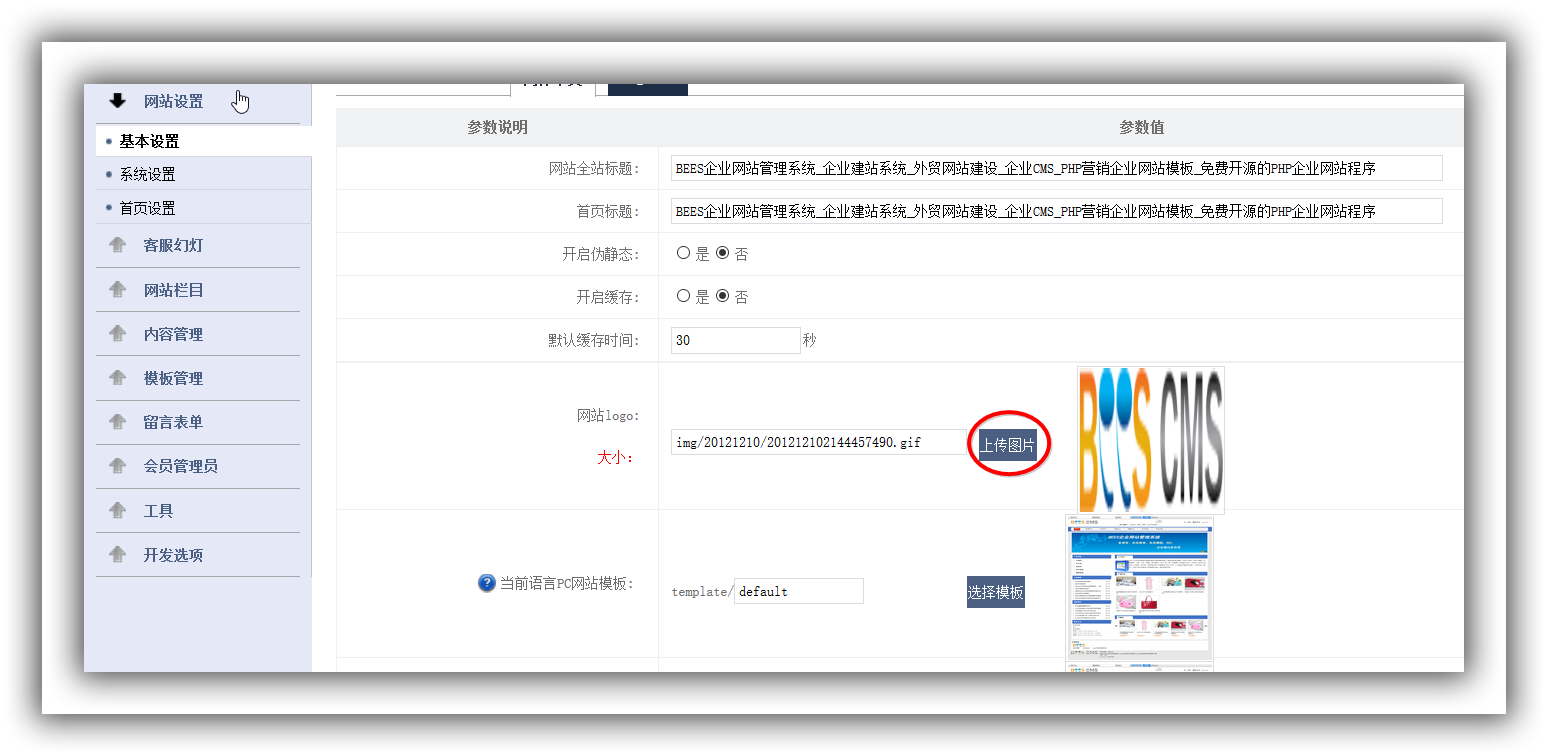 网站设置
基本设置
系统设置
首页设置
客服幻灯
网站栏目
内容管理
模板管理
留言表单
会员管理员
工具
开发选项
参数说明 参数值
网站全站标题: BEES企业网站管理系统_企业建站系统_外贸网站建设_企业CMS_PHP营销企业网站模板_免费开源的PHP企业网站程序
首页标题: BEES企业网站管理系统_企业建站系统_外贸网站建设_企业CMS_PHP营销企业网站模板_免费开源的PHP企业网站程序
开启伪静态: 是 否
开启缓存: 是 否
默认缓存时间: 30 秒
网站logo:
大小: img/20121210/201212102144457490.gif 上传图片
BEES CMS
当前语言PC网站模板: template/default 选择模板